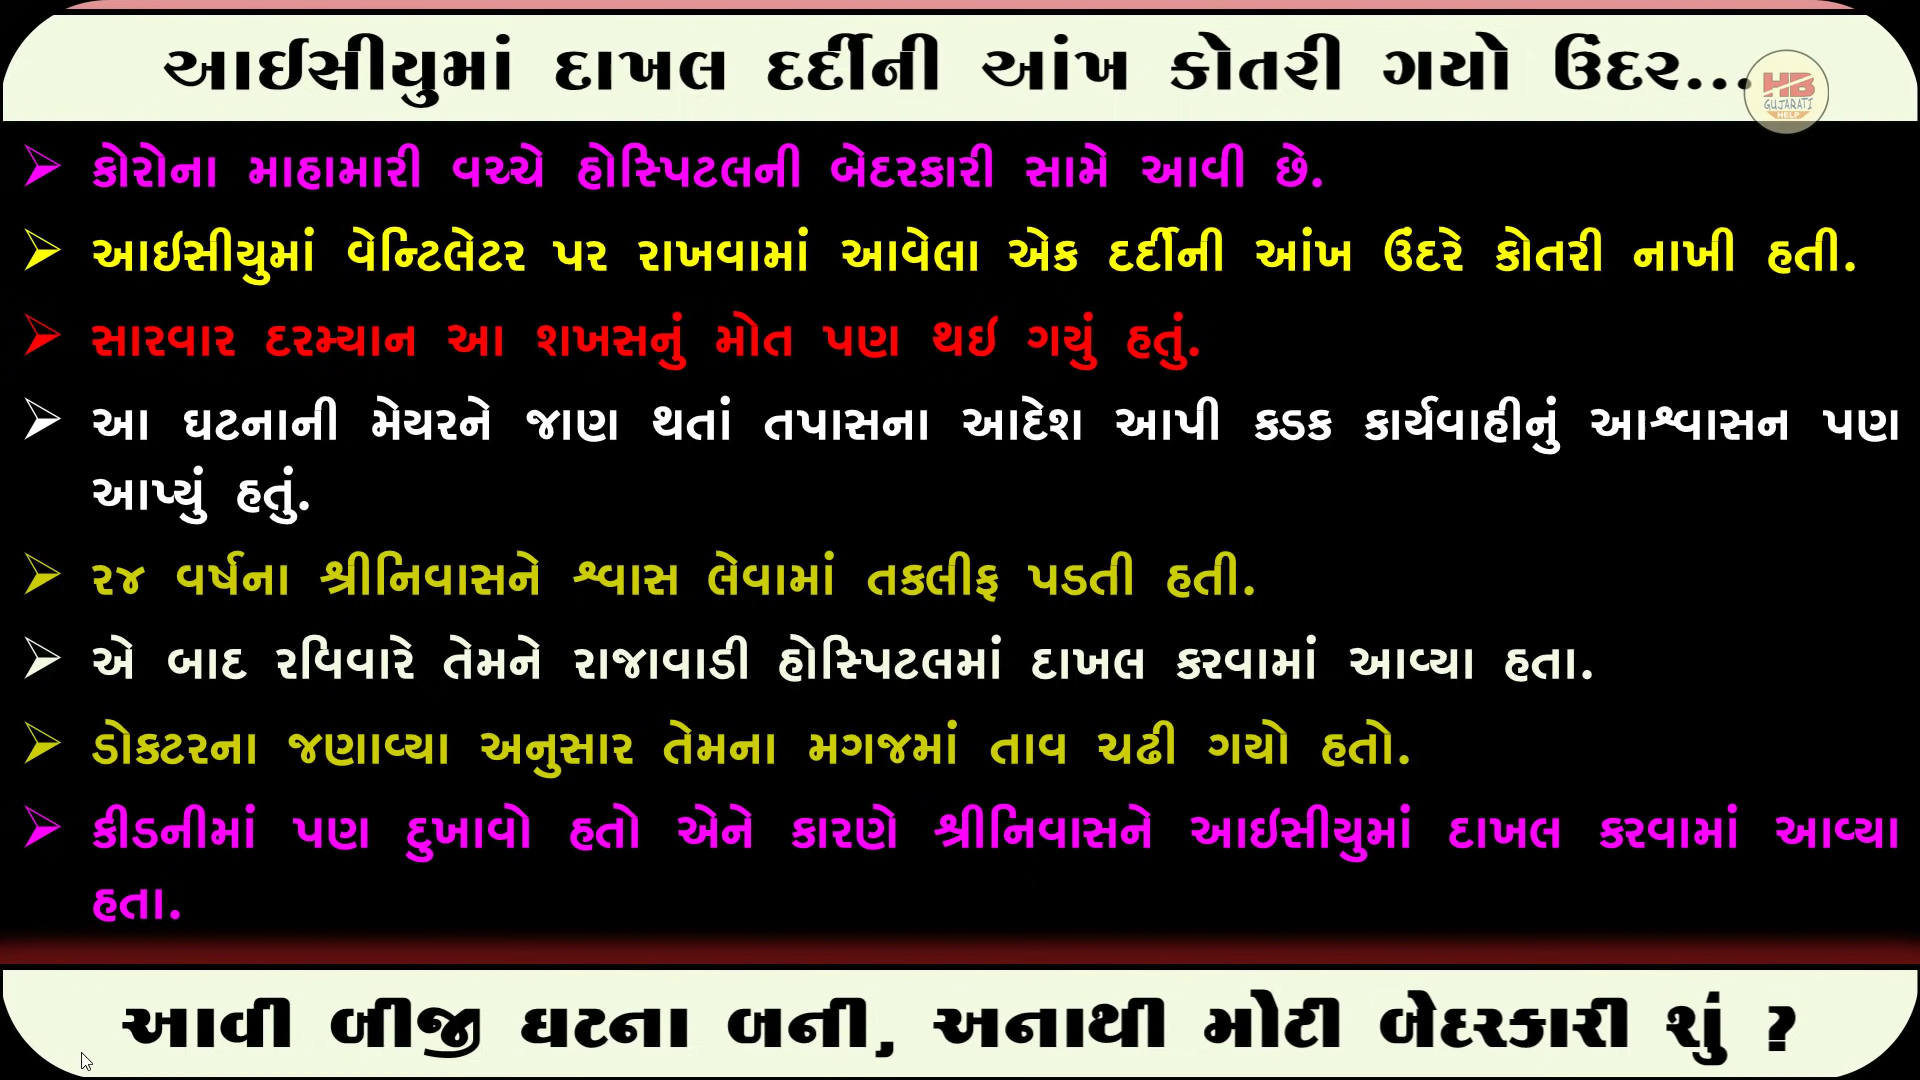 આઈસીયુમાં દાખલ દર્દીની આંખ કોતરી ગયો ઉંદર...
HB
GUJARATI
HELP
કોરોના માહામારી વચ્ચે હોસ્પિટલની બેદરકારી સામે આવી છે.
આઈસીયુમાં વેન્ટિલેટર પર રાખવામાં આવેલા એક દર્દીની આંખ ઉંદરે કોતરી નાખી હતી.
સારવાર દરમ્યાન આ શખસનું મોત પણ થઈ ગયું હતું.
આ ઘટનાની મેયરને જાણ થતાં તપાસના આદેશ આપી કડક કાર્યવાહીનું આશ્વાસન પણ
આપ્યું હતું.
૨૪ વર્ષના શ્રીનિવાસને શ્વાસ લેવામાં તકલીફ પડતી હતી.
એ બાદ રવિવારે તેમને રાજાવાડી હોસ્પિટલમાં દાખલ કરવામાં આવ્યા હતા.
ડોક્ટરના જણાવ્યા અનુસાર તેમના મગજમાં તાવ ચઢી ગયો હતો.
કીડનીમાં પણ દુખાવો હતો એને કારણે શ્રીનિવાસને આઈસીયુમાં દાખલ કરવામાં આવ્યા
હતા.
આવી બીજી ઘટના બની, અનાથી મોટી બેદરકારી શું ?